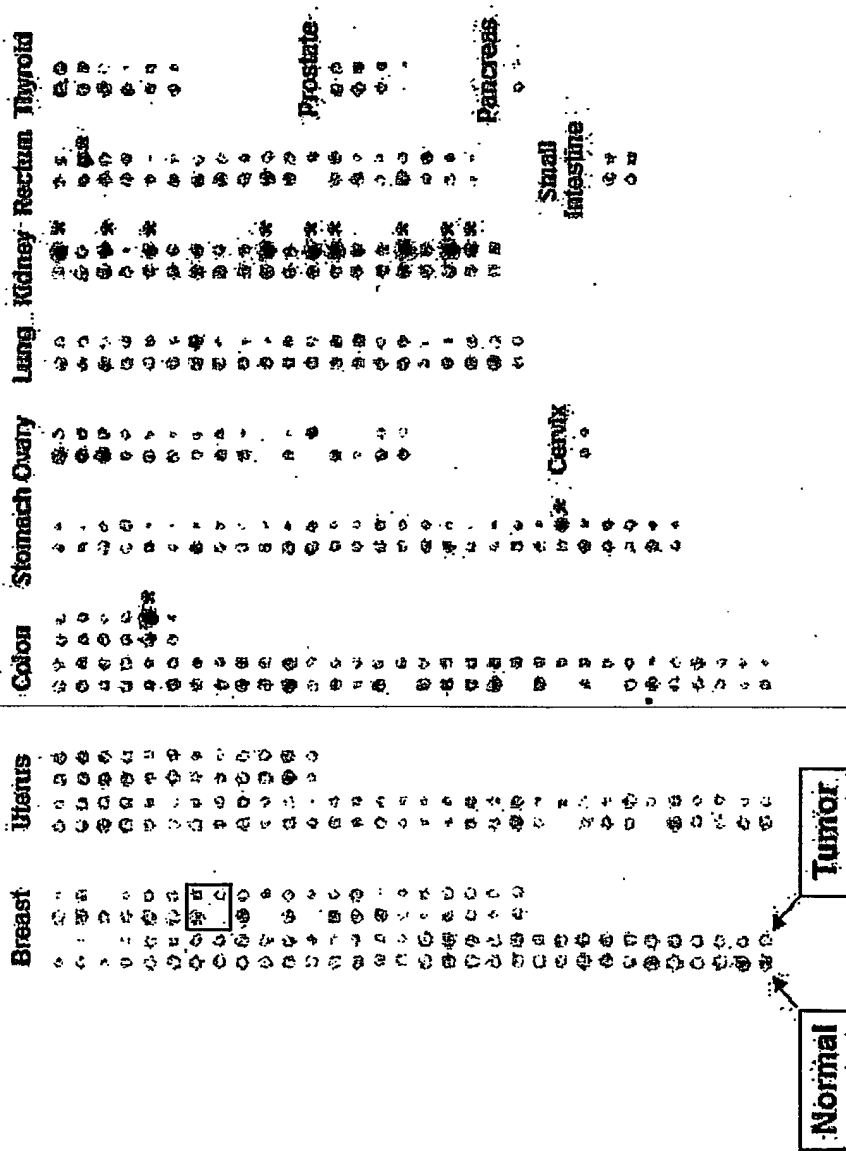 Breast
Uterus
Colon
Stomach
Ovary
Lung
Kidney
Rectum
Thyroid
Prostate
Pancreas
Cervix
Small
Intestine
Normal
Tumor